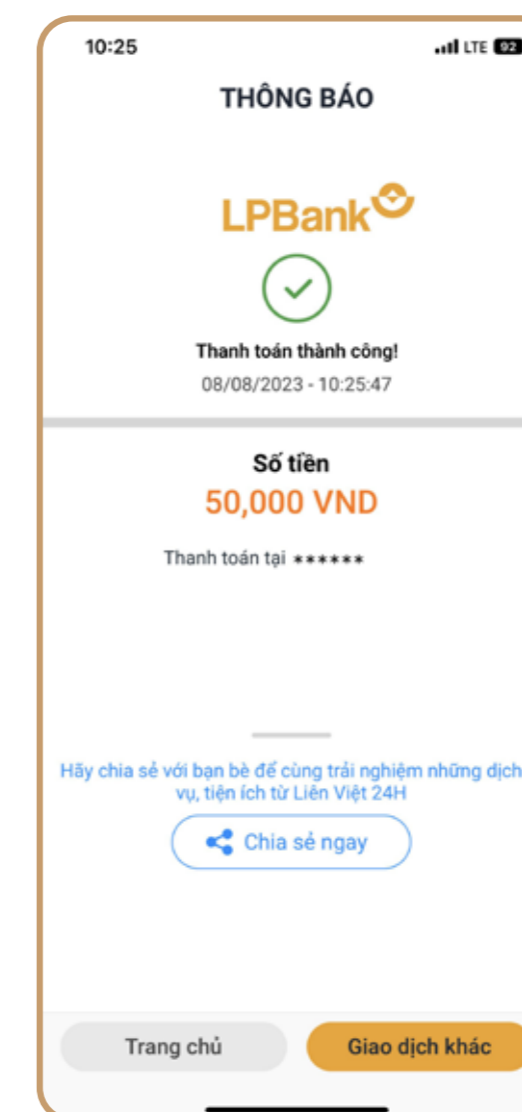 10:25
LTE 92
THÔNG BÁO
LPBank
Thanh toán thành công!
08/08/2023 - 10:25:47
Số tiền
50,000 VND
Thanh toán tại ******
Hãy chia sẻ với bạn bè để cùng trải nghiệm những dịch
vụ, tiện ích từ Liên Việt 24H
Chia sẻ ngay
Trang chủ
Giao dịch khác